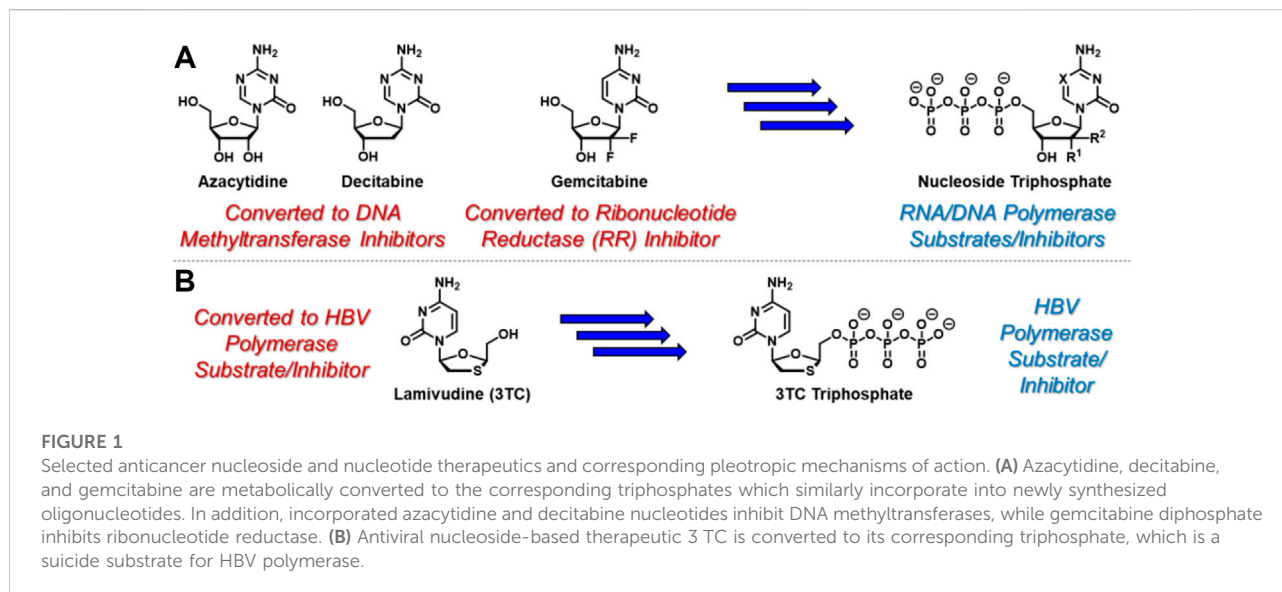 A
NH₂
NH₂
NH₂
NH₂
N N
N N
N
X N
HO N O
HO N O
HO N O
⊖ ⊖ ⊖
O O O
⊖ O P O P O P O N O
O O O
O
O
O
O
F
R²
OH OH
OH
OH F
OH R¹
Azacytidine
Decitabine
Gemcitabine
Nucleoside Triphosphate
Converted to DNA
Methyltransferase Inhibitors
Converted to Ribonucleotide
Reductase (RR) Inhibitor
RNA/DNA Polymerase
Substrates/Inhibitors
B
Converted to HBV
Polymerase
Substrate/Inhibitor
NH₂
N
O N
OH
O
S
Lamivudine (3TC)
NH₂
N
O N
O⊖ O⊖ O⊖
O P O P O P O⊖
O O O
O
S
3TC Triphosphate
HBV
Polymerase
Substrate/
Inhibitor
FIGURE 1
Selected anticancer nucleoside and nucleotide therapeutics and corresponding pleotropic mechanisms of action. (A) Azacytidine, decitabine,
and gemcitabine are metabolically converted to the corresponding triphosphates which similarly incorporate into newly synthesized
oligonucleotides. In addition, incorporated azacytidine and decitabine nucleotides inhibit DNA methyltransferases, while gemcitabine diphosphate
inhibits ribonucleotide reductase. (B) Antiviral nucleoside-based therapeutic 3 TC is converted to its corresponding triphosphate, which is a
suicide substrate for HBV polymerase.